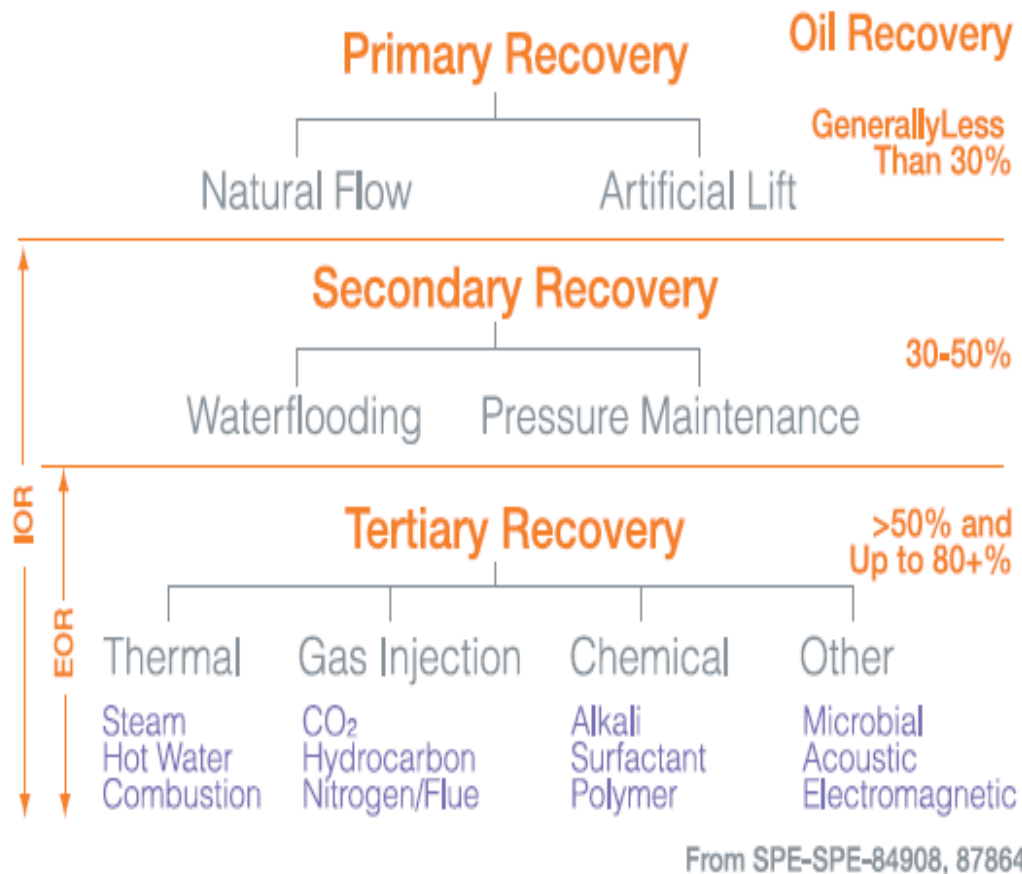 Oil Recovery
Primary Recovery
GenerallyLess
Than 30%
Natural Flow
Artificial Lift
Secondary Recovery
30-50%
Waterflooding
Pressure Maintenance
IOR
EOR
Tertiary Recovery
>50% and
Up to 80+%
Thermal
Steam
Hot Water
Combustion
Gas Injection
CO₂
Hydrocarbon
Nitrogen/Flue
Chemical
Alkali
Surfactant
Polymer
Other
Microbial
Acoustic
Electromagnetic
From SPE-SPE-84908, 87864